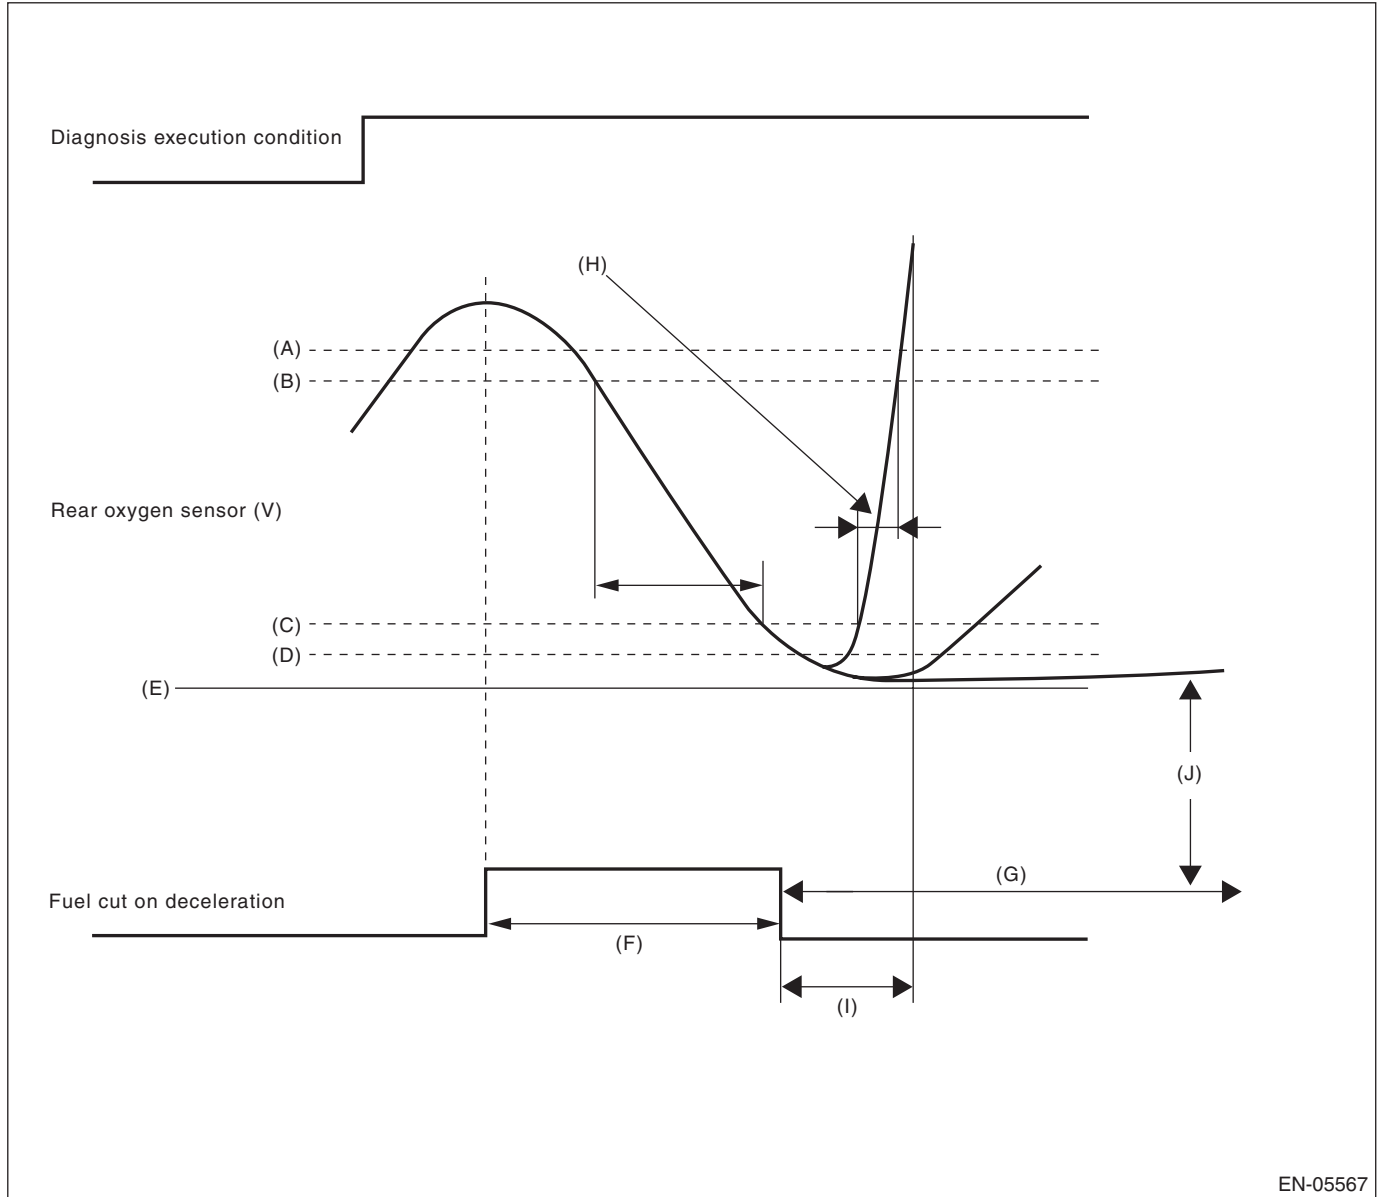 Diagnosis execution condition
(H)
(A)
(B)
Rear oxygen sensor (V)
(C)
(D)
(E)
(J)
(G)
Fuel cut on deceleration
(F)
(I)
EN-05567